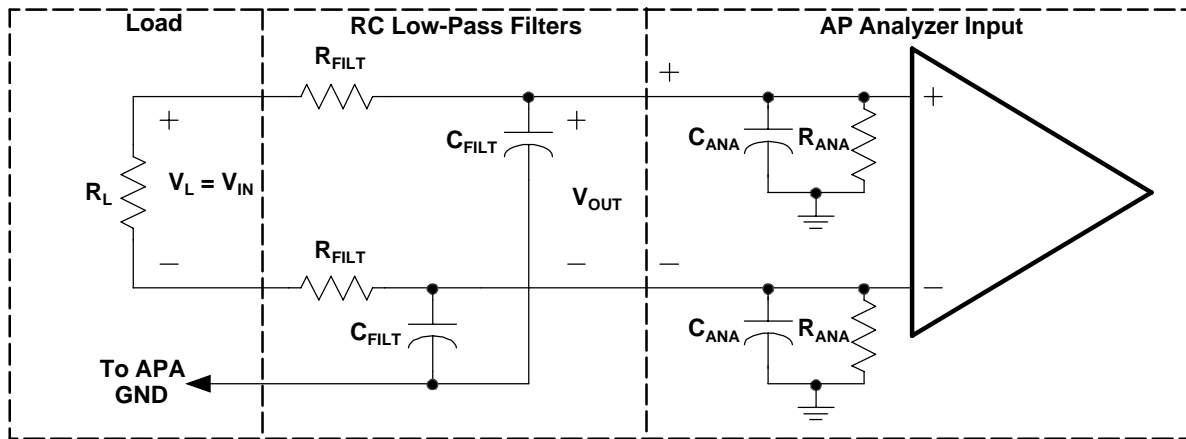 Load
RC Low-Pass Filters
AP Analyzer Input
R_FILT
+
+
+
C_FILT
+
C_ANA
R_ANA
R_L
V_L = V_IN
V_OUT
R_FILT
−
−
−
−
C_FILT
C_ANA
R_ANA
To APA
GND